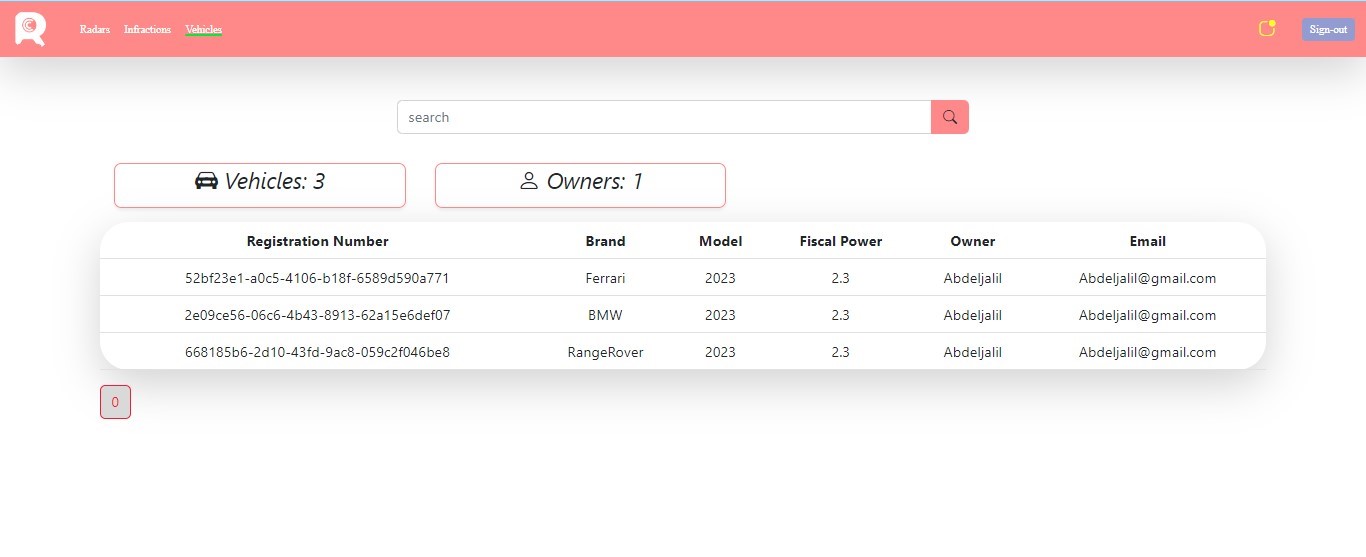 R C Radars Infractions Vehicles Sign-out
search
Vehicles: 3 Owners: 1
Registration Number Brand Model Fiscal Power Owner Email
52bf23e1-a0c5-4106-b18f-6589d590a771 Ferrari 2023 2.3 Abdeljalil Abdeljalil@gmail.com
2e09ce56-06c6-4b43-8913-62a15e6def07 BMW 2023 2.3 Abdeljalil Abdeljalil@gmail.com
668185b6-2d10-43fd-9ac8-059c2f046be8 RangeRover 2023 2.3 Abdeljalil Abdeljalil@gmail.com
0